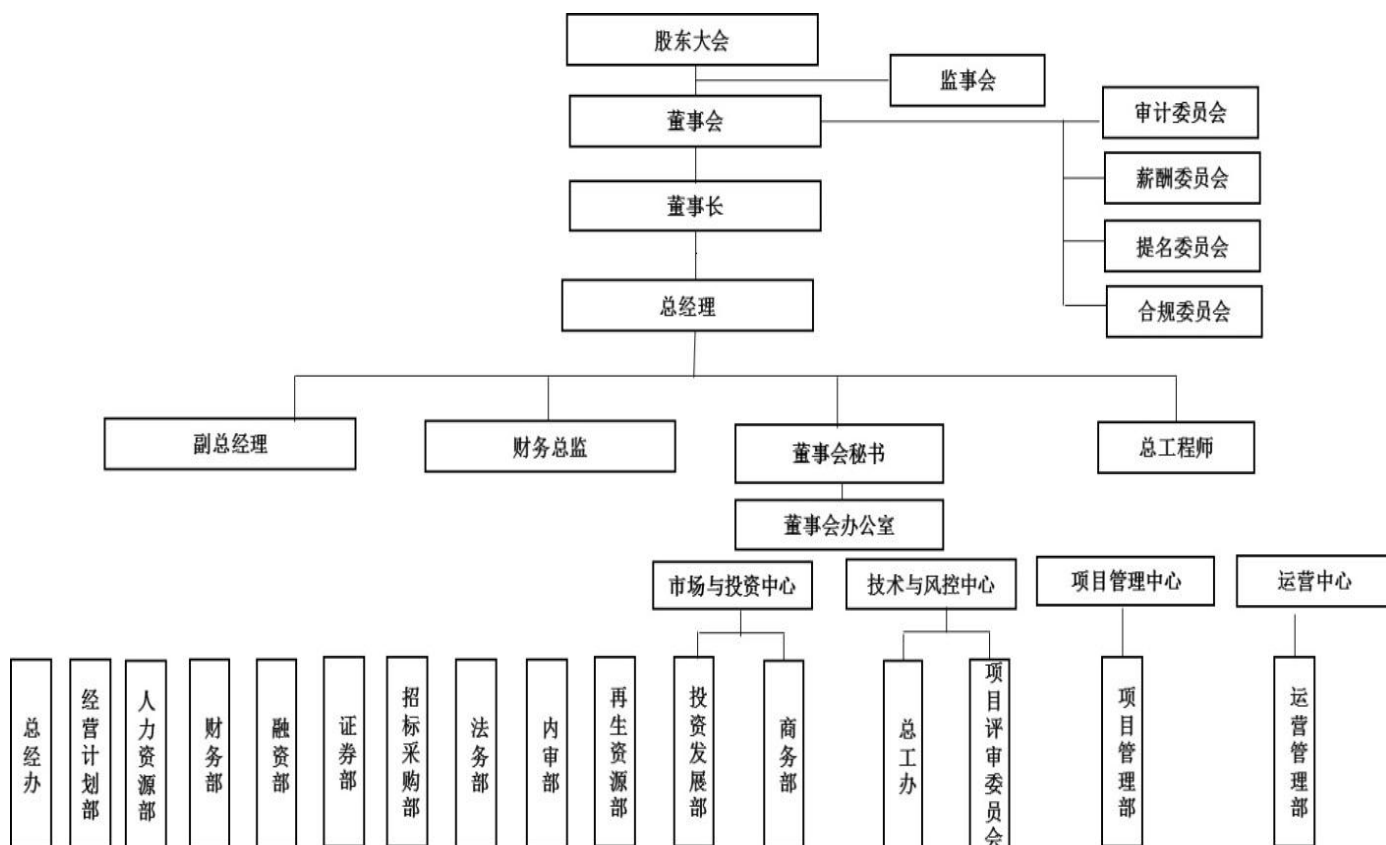 股东大会
监事会
董事会
审计委员会
薪酬委员会
董事长
提名委员会
总经理
合规委员会
副总经理
财务总监
董事会秘书
总工程师
董事会办公室
市场与投资中心
技术与风控中心
项目管理中心
运营中心
总经办
经营计划部
人力资源部
财务部
融资部
证券部
招标采购部
法务部
内审部
再生资源部
投资发展部
商务部
总工办
项目评审委员会
项目管理部
运营管理部